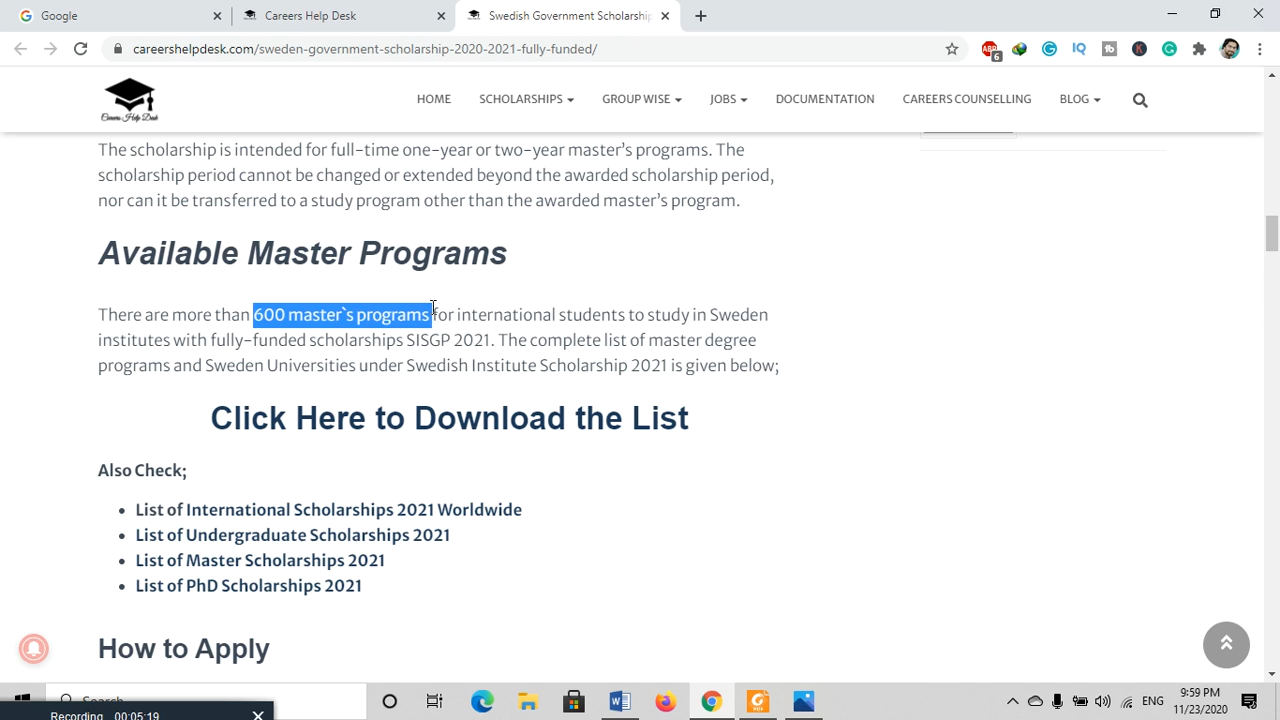 Google
Careers Help Desk
Swedish Government Scholarship
careershelpdesk.com/sweden-government-scholarship-2020-2021-fully-funded/
ABP
6
IQ
K
Careers Help Desk
HOME
SCHOLARSHIPS
GROUP WISE
JOBS
DOCUMENTATION
CAREERS COUNSELLING
BLOG
The scholarship is intended for full-time one-year or two-year master’s programs. The
scholarship period cannot be changed or extended beyond the awarded scholarship period,
nor can it be transferred to a study program other than the awarded master’s program.
Available Master Programs
There are more than 600 master`s programs for international students to study in Sweden
institutes with fully-funded scholarships SISGP 2021. The complete list of master degree
programs and Sweden Universities under Swedish Institute Scholarship 2021 is given below;
Click Here to Download the List
Also Check;
List of International Scholarships 2021 Worldwide
List of Undergraduate Scholarships 2021
List of Master Scholarships 2021
List of PhD Scholarships 2021
How to Apply
Search
ENG
9:59 PM
11/23/2020
Recording 00:05:19